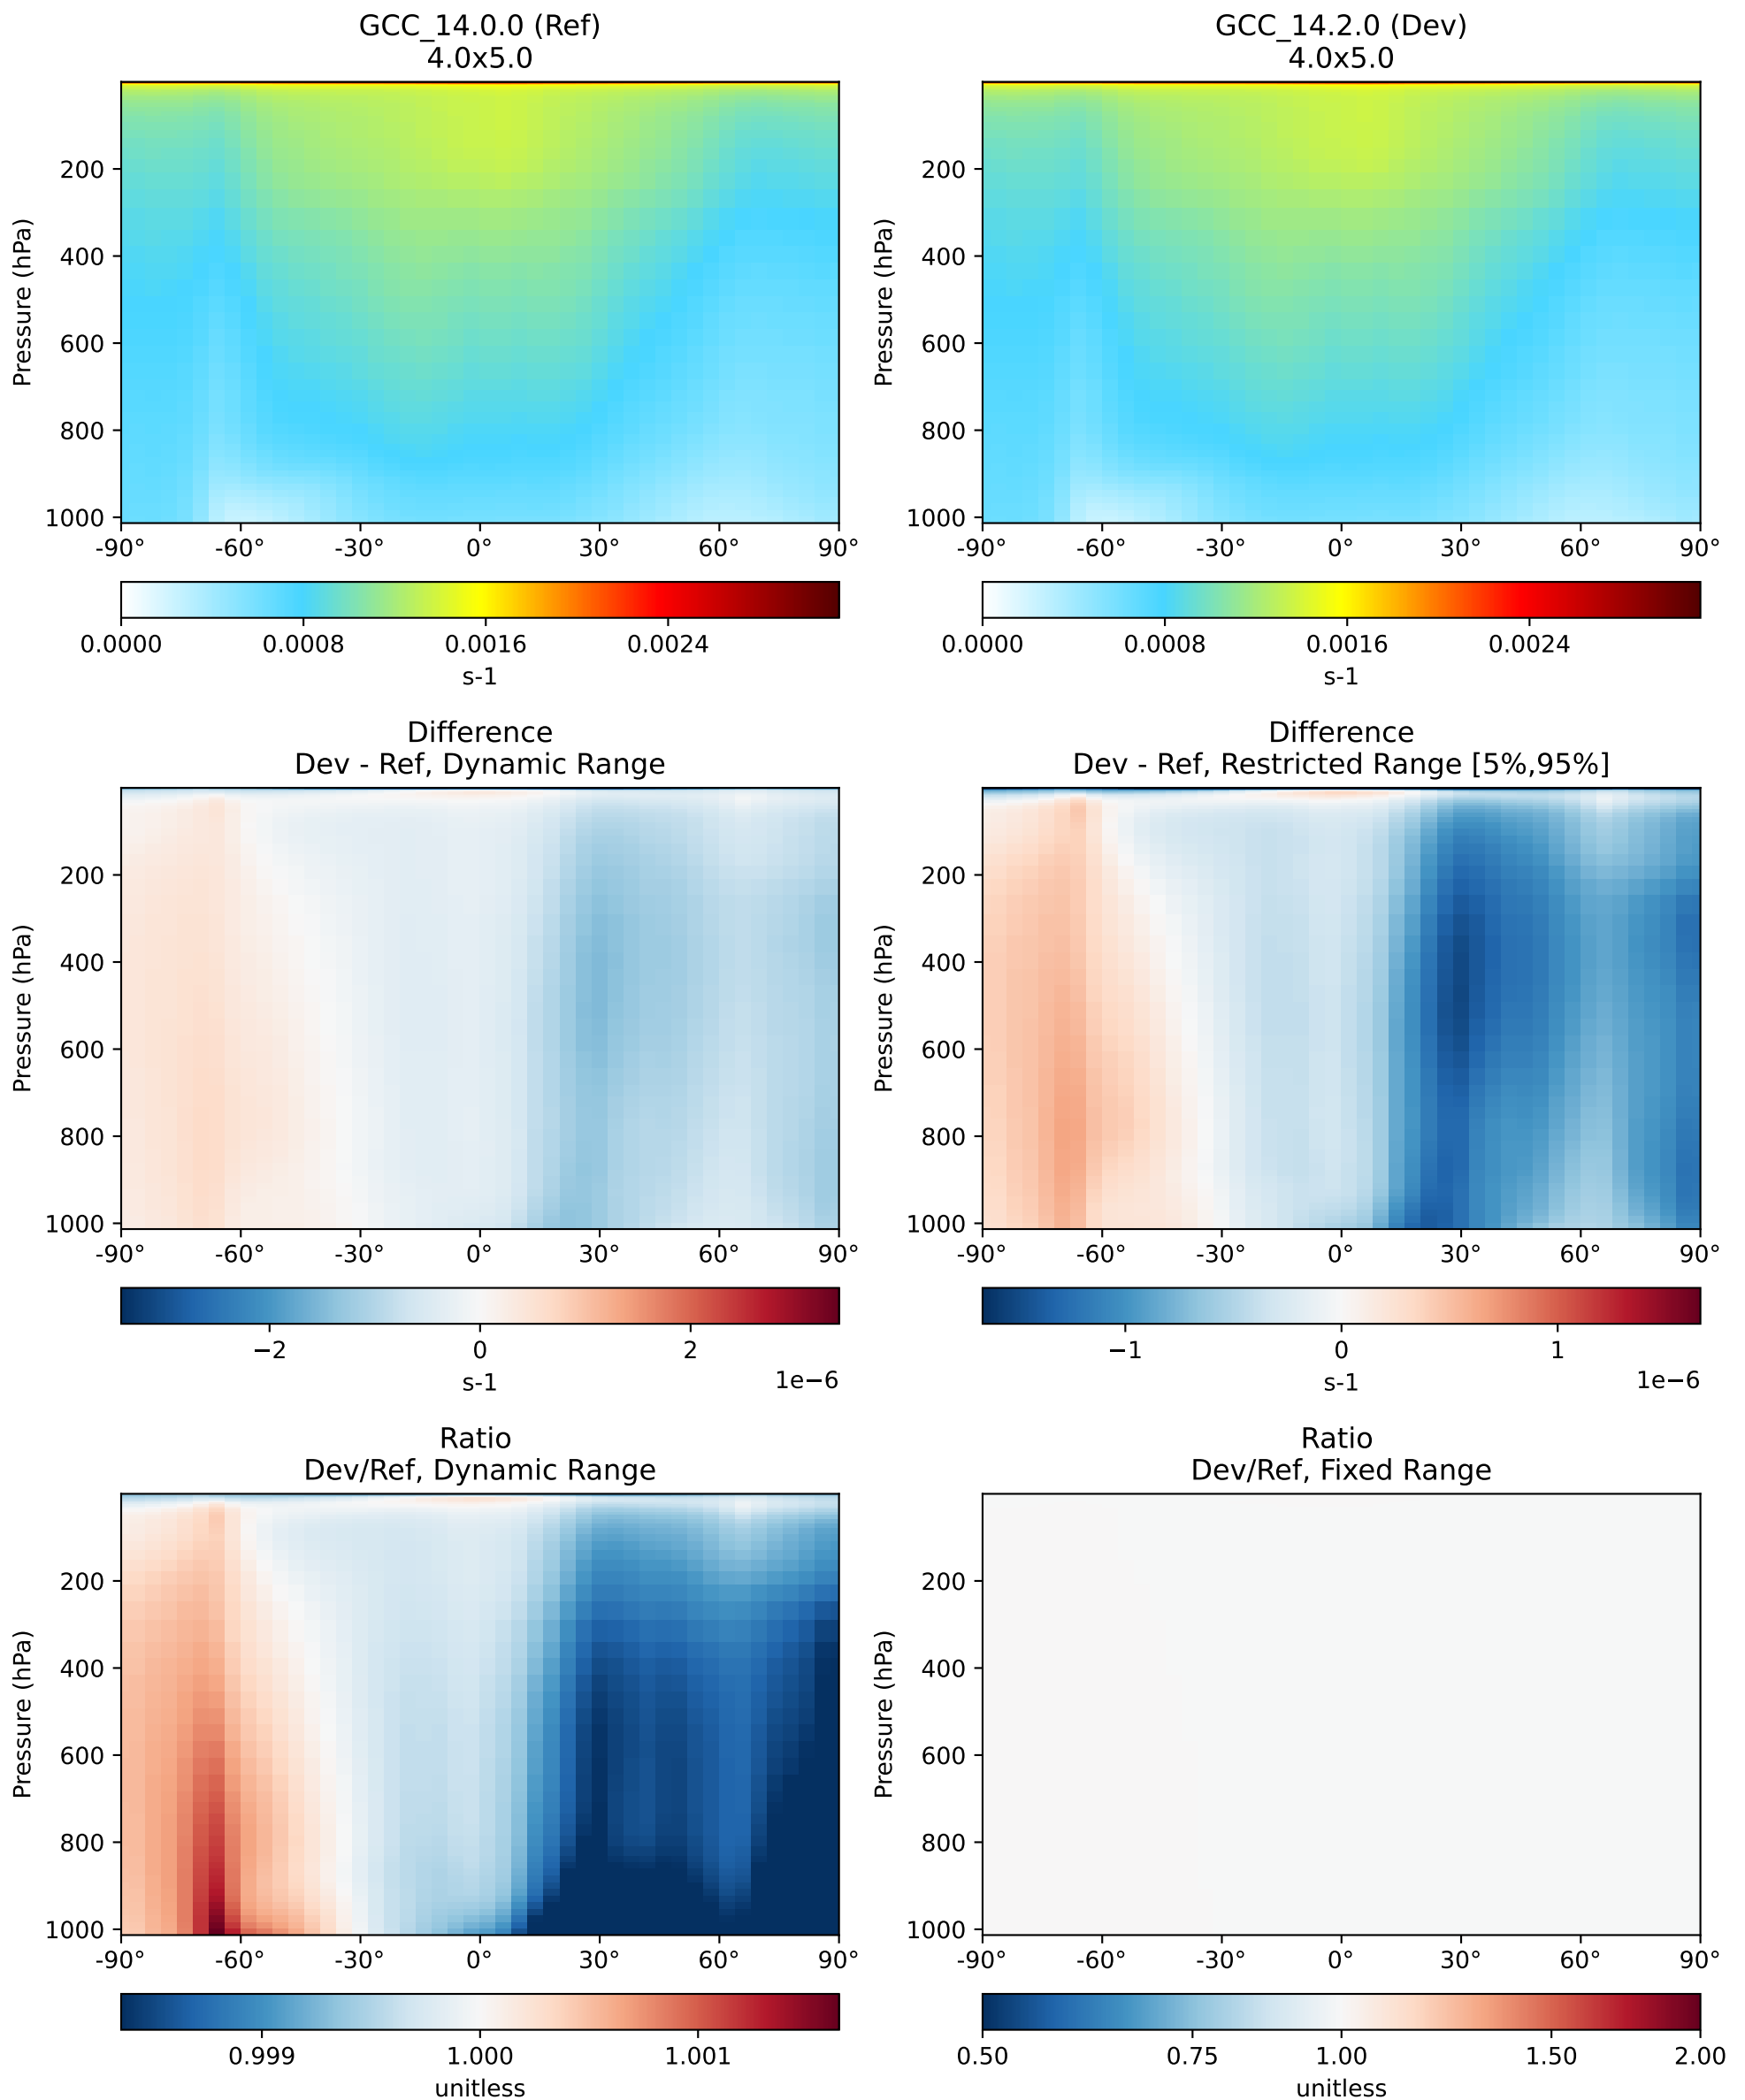 GCC_14.0.0 (Ref)
4.0x5.0
Pressure (hPa)
200
400
600
800
1000
-90° -60° -30° 0° 30° 60° 90°
0.0000 0.0008 0.0016 0.0024
s-1
GCC_14.2.0 (Dev)
4.0x5.0
Pressure (hPa)
200
400
600
800
1000
-90° -60° -30° 0° 30° 60° 90°
0.0000 0.0008 0.0016 0.0024
s-1
Difference
Dev - Ref, Dynamic Range
Pressure (hPa)
200
400
600
800
1000
-90° -60° -30° 0° 30° 60° 90°
−2 0 2
s-1
1e−6
Difference
Dev - Ref, Restricted Range [5%,95%]
Pressure (hPa)
200
400
600
800
1000
-90° -60° -30° 0° 30° 60° 90°
−1 0 1
s-1
1e−6
Ratio
Dev/Ref, Dynamic Range
Pressure (hPa)
200
400
600
800
1000
-90° -60° -30° 0° 30° 60° 90°
0.999 1.000 1.001
unitless
Ratio
Dev/Ref, Fixed Range
Pressure (hPa)
200
400
600
800
1000
-90° -60° -30° 0° 30° 60° 90°
0.50 0.75 1.00 1.50 2.00
unitless